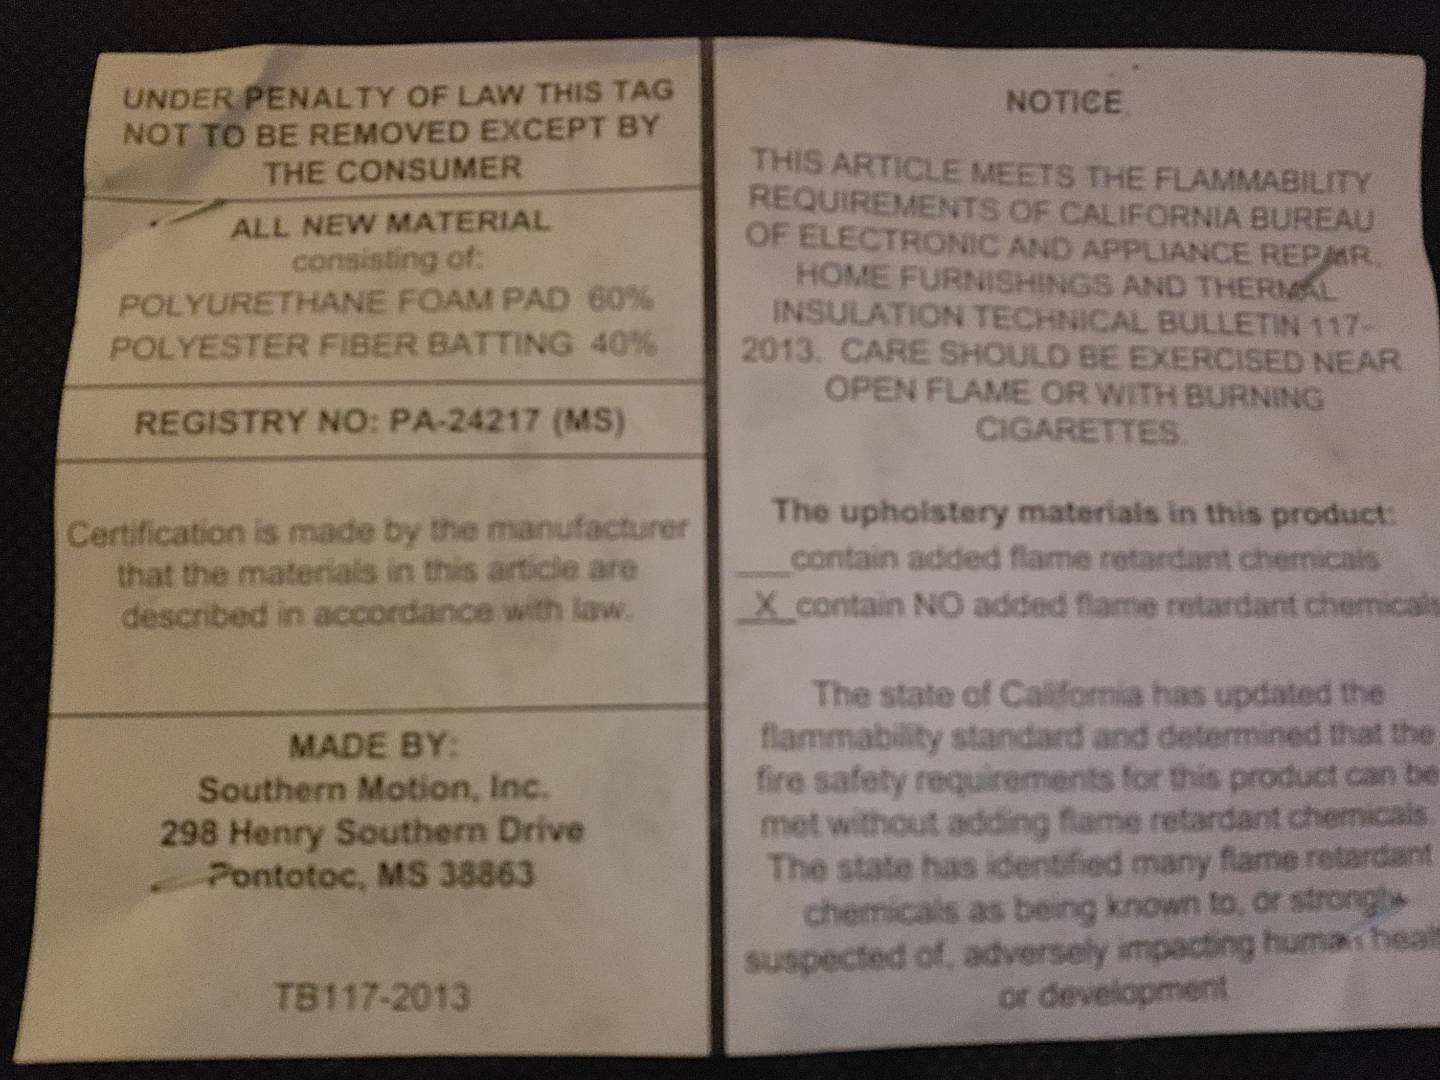 UNDER PENALTY OF LAW THIS TAG
NOT TO BE REMOVED EXCEPT BY
THE CONSUMER
ALL NEW MATERIAL
consisting of:
POLYURETHANE FOAM PAD 60%
POLYESTER FIBER BATTING 40%
REGISTRY NO: PA-24217 (MS)
Certification is made by the manufacturer
that the materials in this article are
described in accordance with law.
MADE BY:
Southern Motion, Inc.
298 Henry Southern Drive
Pontotoc, MS 38863
TB117-2013
NOTICE
THIS ARTICLE MEETS THE FLAMMABILITY
REQUIREMENTS OF CALIFORNIA BUREAU
OF ELECTRONIC AND APPLIANCE REPAIR,
HOME FURNISHINGS AND THERMAL
INSULATION TECHNICAL BULLETIN 117-
2013. CARE SHOULD BE EXERCISED NEAR
OPEN FLAME OR WITH BURNING
CIGARETTES.
The upholstery materials in this product:
___contain added flame retardant chemicals
_X_contain NO added flame retardant chemicals
The state of California has updated the
flammability standard and determined that the
fire safety requirements for this product can be
met without adding flame retardant chemicals.
The state has identified many flame retardant
chemicals as being known to, or strongly
suspected of, adversely impacting human healt
or development